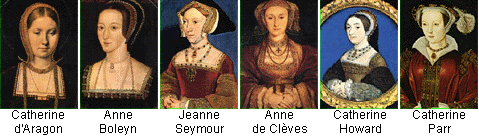 Catherine
d'Aragon
Anne
Boleyn
Jeanne
Seymour
Anne
de Clèves
Catherine
Howard
Catherine
Parr